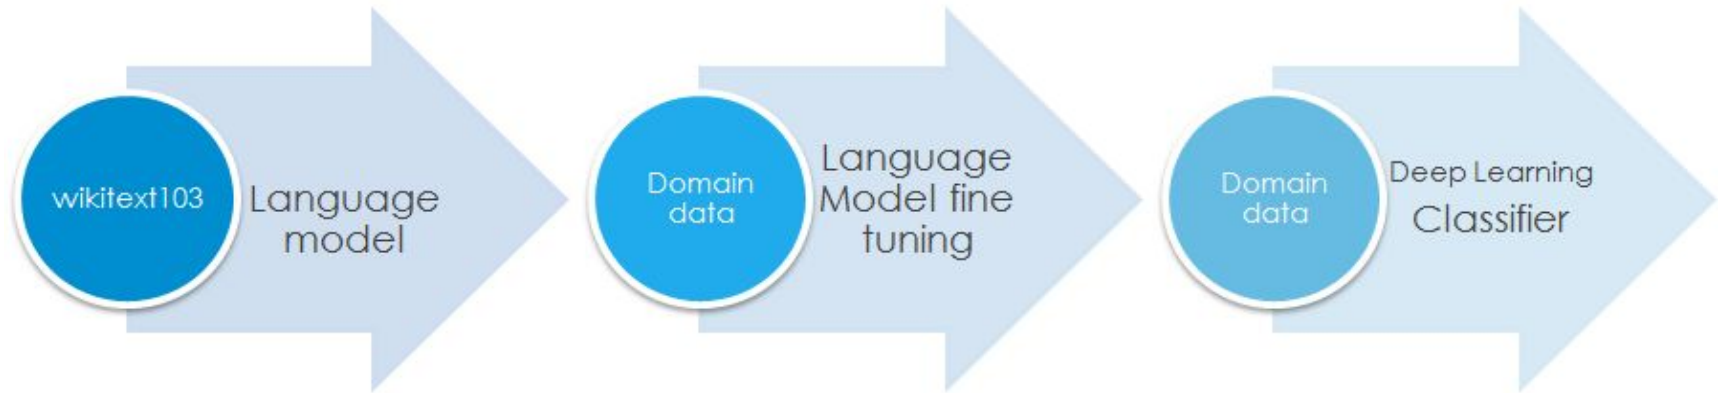 wikitext103
Language
model
Domain
data
Language
Model fine
tuning
Domain
data
Deep Learning
Classifier